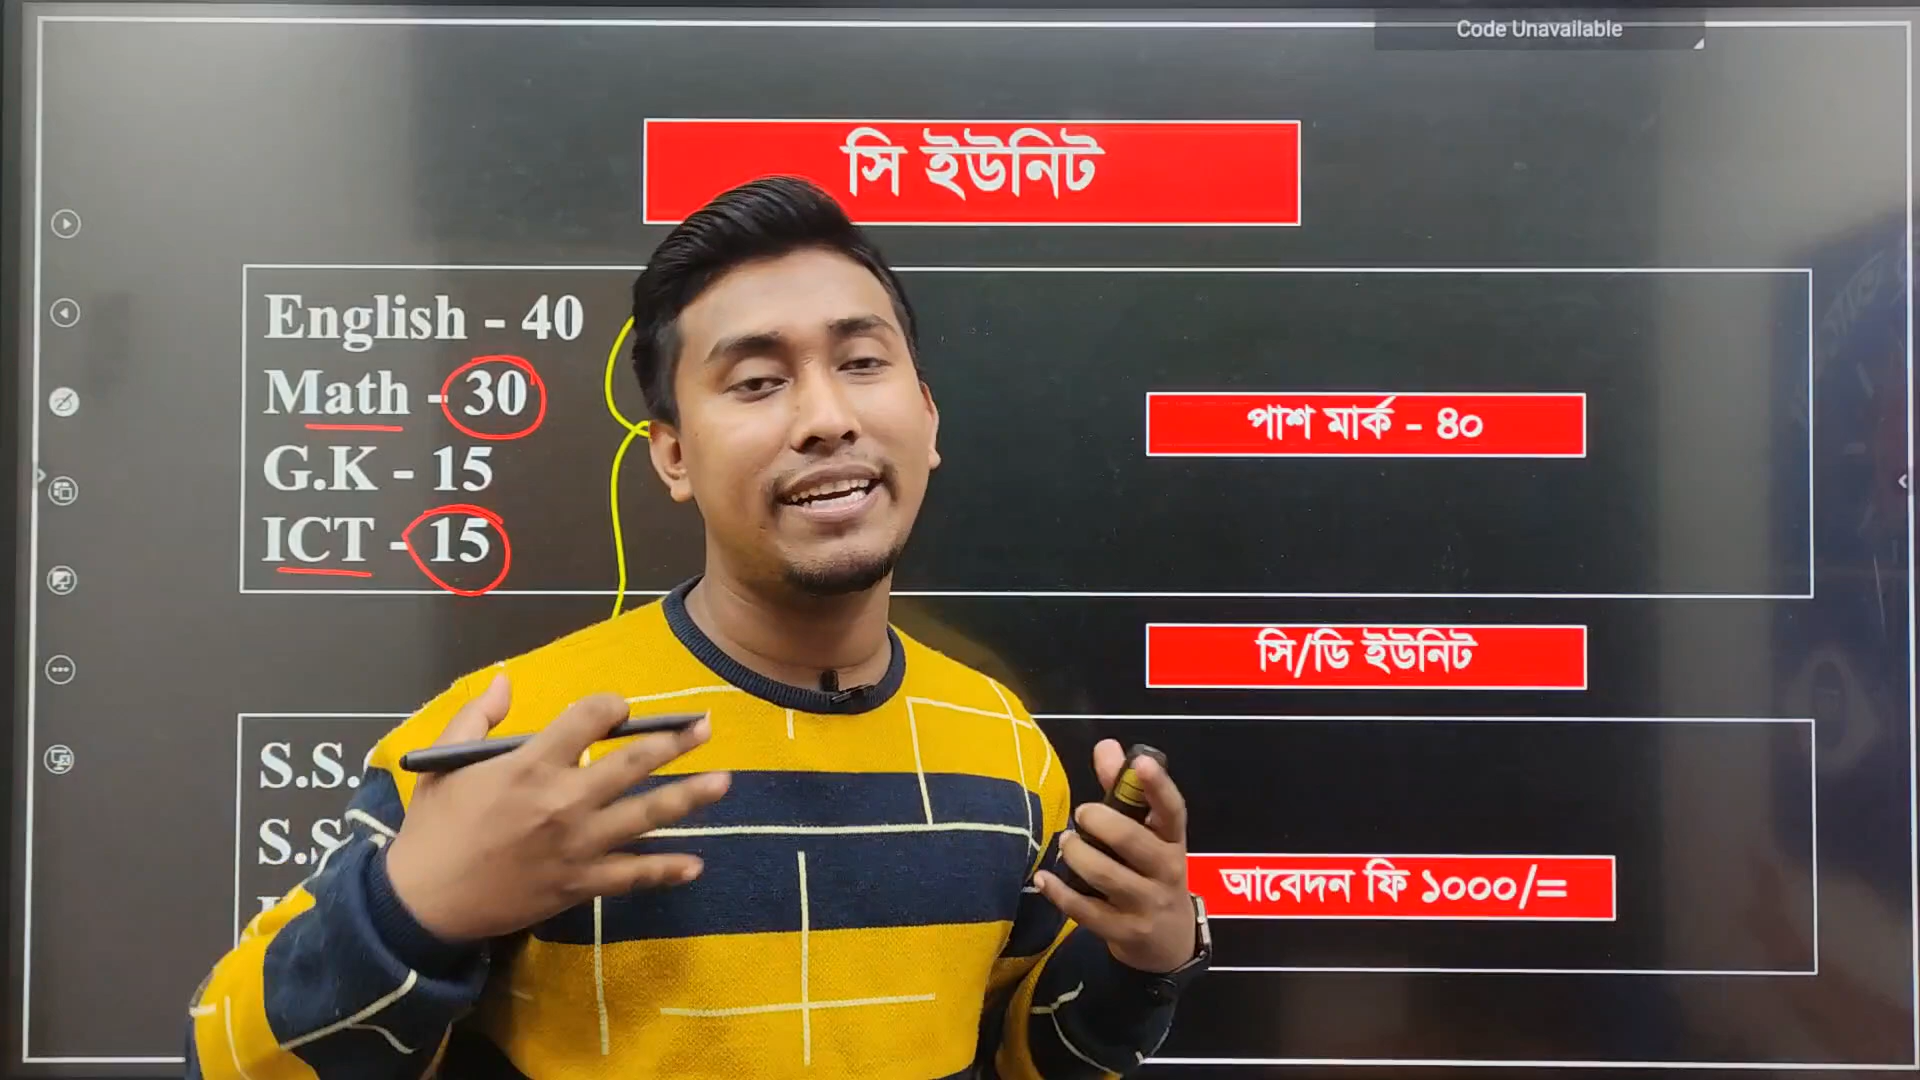 Code Unavailable
সি ইউনিট
English - 40
Math - 30
G.K - 15
ICT - 15
পাশ মার্ক - ৪০
সি/ডি ইউনিট
S.S.
S.S
আবেদন ফি ১০০০/=